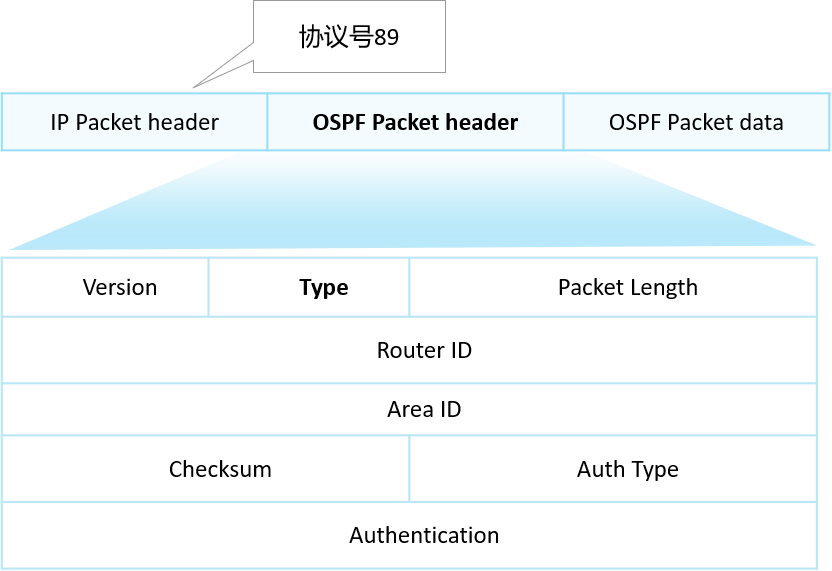 协议号89
IP Packet header
OSPF Packet header
OSPF Packet data
Version
Type
Packet Length
Router ID
Area ID
Checksum
Auth Type
Authentication